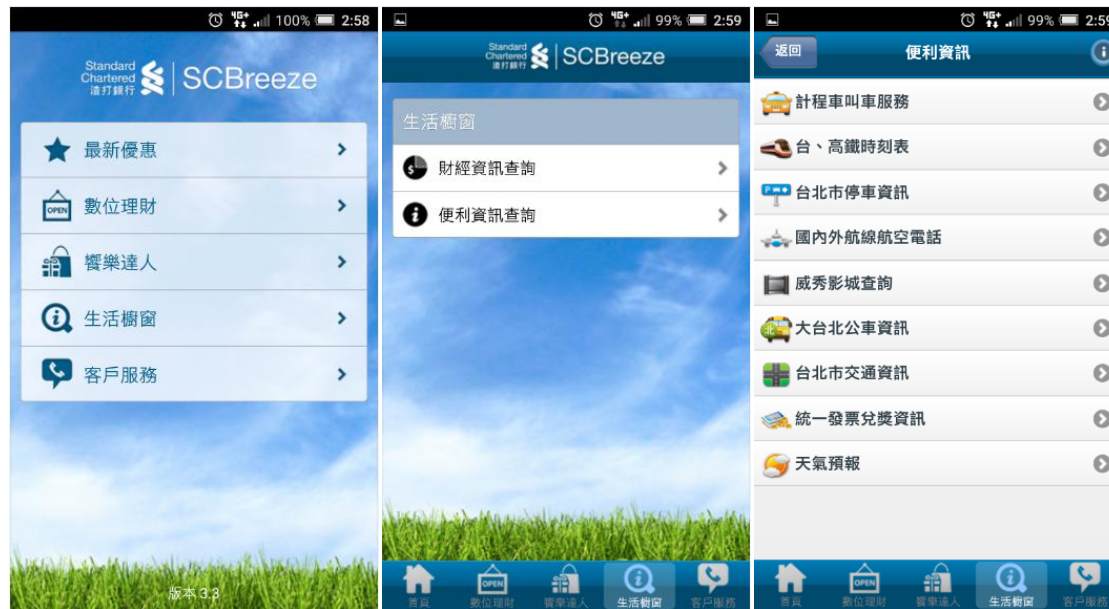 4G+ 100% 2:58
Standard
Chartered
渣打銀行
SCBreeze
最新優惠
OPEN 數位理財
饗樂達人
生活櫥窗
客戶服務
版本 3.3
4G+ 99% 2:59
Standard
Chartered
渣打銀行
SCBreeze
生活櫥窗
財經資訊查詢
便利資訊查詢
OPEN
首頁 數位理財 饗樂達人 生活櫥窗 客戶服務
4G+ 99% 2:59
返回 便利資訊
計程車叫車服務
台、高鐵時刻表
台北市停車資訊
國內外航線航空電話
威秀影城查詢
大台北公車資訊
台北市交通資訊
統一發票兌獎資訊
天氣預報
OPEN
首頁 數位理財 饗樂達人 生活櫥窗 客戶服務